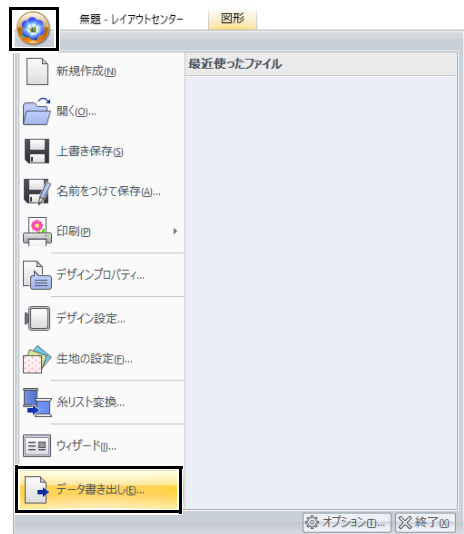 無題 - レイアウトセンター 図形
最近使ったファイル
新規作成(N)
開く(O)...
上書き保存(S)
名前をつけて保存(A)...
印刷(P)
デザインプロパティ...
デザイン設定...
生地の設定(F)...
糸リスト変換...
ウィザード(I)...
データ書き出し(E)...
オプション(T)... 終了(X)